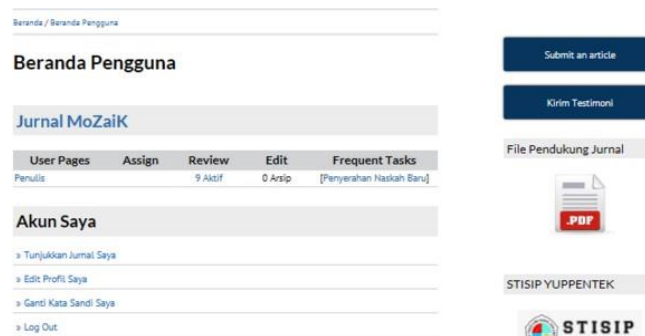 Beranda / Beranda Pengguna
Beranda Pengguna
Jurnal MoZaiK
User Pages Assign Review Edit Frequent Tasks
Penulis 9 Aktif 0 Arsip [Penyerahan Naskah Baru]
Akun Saya
» Tunjukkan Jurnal Saya
» Edit Profil Saya
» Ganti Kata Sandi Saya
» Log Out
Submit an article
Kirim Testimoni
File Pendukung Jurnal
.PDF
STISIP YUPPENTEK
STISIP